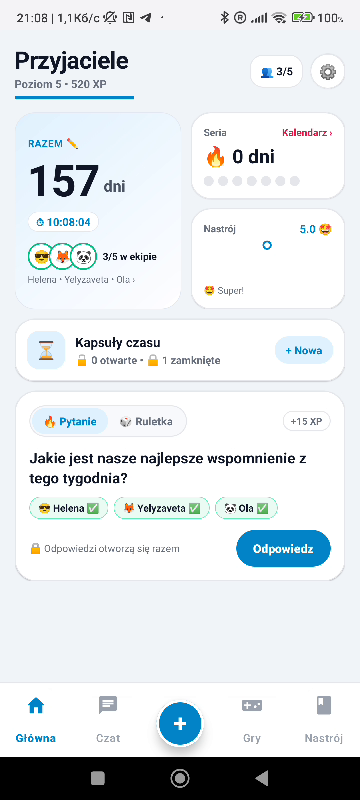 21:08 | 1,1Кб/с
100%
Przyjaciele
Poziom 5 • 520 XP
3/5
RAZEM
157 dni
10:08:04
3/5 w ekipie
Helena • Yelyzaveta • Ola ›
Seria
Kalendarz ›
0 dni
Nastrój
5.0
Super!
Kapsuły czasu
0 otwarte • 1 zamknięte
+ Nowa
Pytanie
Ruletka
+15 XP
Jakie jest nasze najlepsze wspomnienie z
tego tygodnia?
Helena
Yelyzaveta
Ola
Odpowiedzi otworzą się razem
Odpowiedz
Główna
Czat
+
Gry
Nastrój